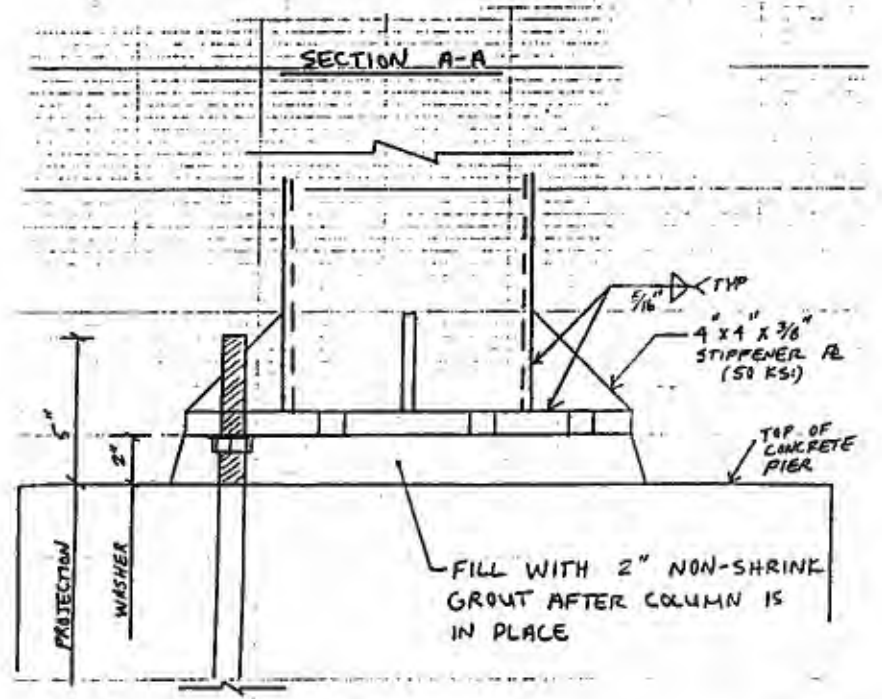 SECTION A-A
5/16" TYP
4" x 4" x 3/8"
STIFFENER PL
(50 KSI)
5"
2"
TOP OF
CONCRETE
PIER
PROJECTION
WASHER
FILL WITH 2" NON-SHRINK
GROUT AFTER COLUMN IS
IN PLACE